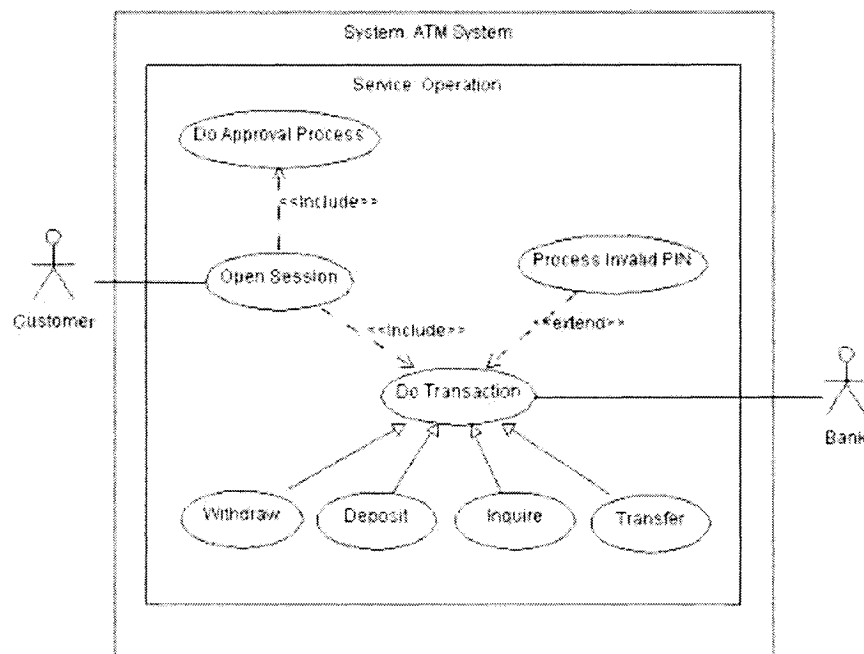 System: ATM System
Service: Operation
Do Approval Process
<<Include>>
Open Session
Process Invalid PIN
Customer
<<Include>>
<<extend>>
Do Transaction
Bank
Withdraw
Deposit
Inquire
Transfer